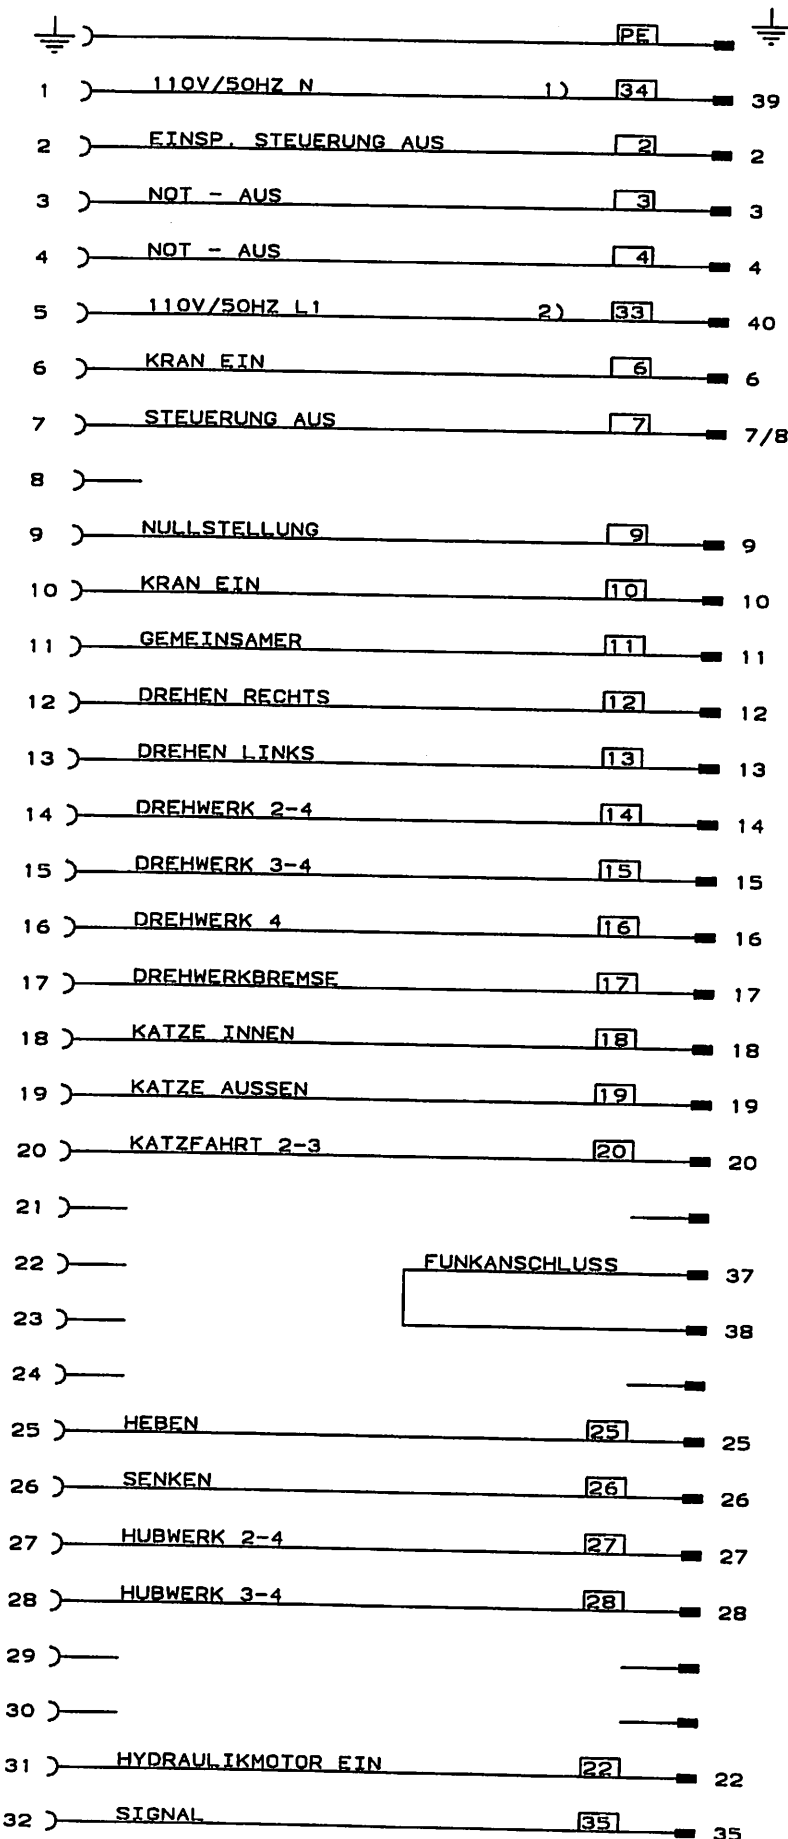 PE
1 110V/50HZ N 1) 34 39
2 EINSP. STEUERUNG AUS 2 2
3 NOT - AUS 3 3
4 NOT - AUS 4 4
5 110V/50HZ L1 2) 33 40
6 KRAN EIN 6 6
7 STEUERUNG AUS 7 7/8
8
9 NULLSTELLUNG 9 9
10 KRAN EIN 10 10
11 GEMEINSAMER 11 11
12 DREHEN RECHTS 12 12
13 DREHEN LINKS 13 13
14 DREHWERK 2-4 14 14
15 DREHWERK 3-4 15 15
16 DREHWERK 4 16 16
17 DREHWERKBREMSE 17 17
18 KATZE INNEN 18 18
19 KATZE AUSSEN 19 19
20 KATZFAHRT 2-3 20 20
21
22 FUNKANSCHLUSS 37
23 38
24
25 HEBEN 25 25
26 SENKEN 26 26
27 HUBWERK 2-4 27 27
28 HUBWERK 3-4 28 28
29
30
31 HYDRAULIKMOTOR EIN 22 22
32 SIGNAL 35 35